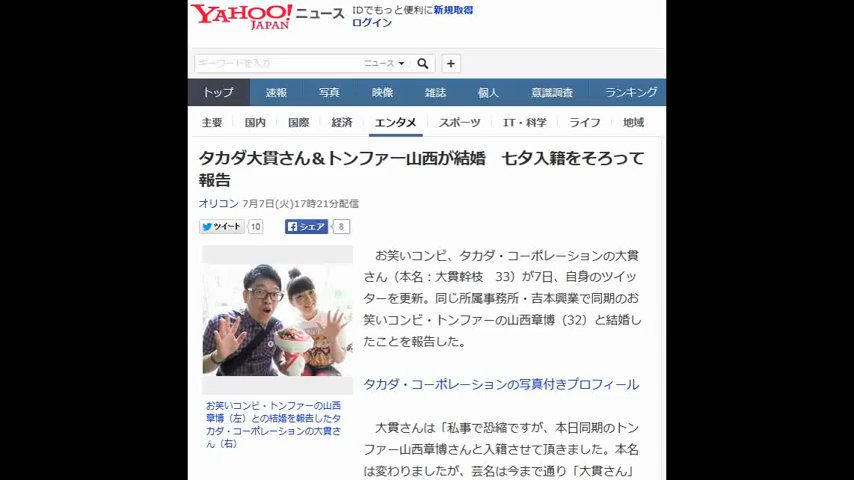 YAHOO! ニュース
JAPAN
IDでもっと便利に新規取得
ログイン
キーワードを入力
ニュース
+
トップ 速報 写真 映像 雑誌 個人 意識調査 ランキング
主要 国内 国際 経済 エンタメ スポーツ IT・科学 ライフ 地域
タカダ大貫さん＆トンファー山西が結婚　七夕入籍をそろって
報告
オリコン 7月7日(火)17時21分配信
ツイート 10 シェア 8
お笑いコンビ、タカダ・コーポレーションの大貫
さん（本名：大貫幹枝　33）が7日、自身のツイッ
ターを更新。同じ所属事務所・吉本興業で同期のお
笑いコンビ・トンファーの山西章博（32）と結婚し
たことを報告した。
タカダ・コーポレーションの写真付きプロフィール
大貫さんは「私事で恐縮ですが、本日同期のトン
ファー山西章博さんと入籍させて頂きました。本名
は変わりましたが、芸名は今まで通り「大貫さん」
お笑いコンビ・トンファーの山西
章博（左）との結婚を報告したタ
カダ・コーポレーションの大貫さ
ん（右）